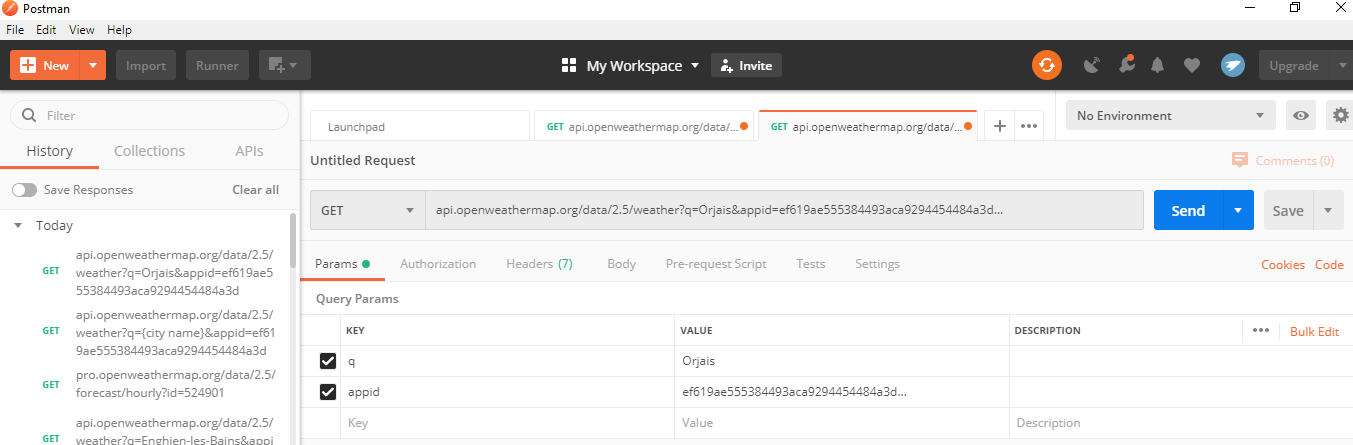 Postman
File Edit View Help
New Import Runner My Workspace Invite Upgrade
Filter
History Collections APIs
Save Responses Clear all
Today
GET api.openweathermap.org/data/2.5/
weather?q=Orjais&appid=ef619ae5
55384493aca9294454484a3d
GET api.openweathermap.org/data/2.5/
weather?q={city name}&appid=ef61
9ae555384493aca9294454484a3d
GET pro.openweathermap.org/data/2.5/
forecast/hourly?id=524901
GET api.openweathermap.org/data/2.5/
weather?q=Enghien-les-Bains&appi
Launchpad GET api.openweathermap.org/data/... GET api.openweathermap.org/data/... No Environment
Untitled Request Comments (0)
GET api.openweathermap.org/data/2.5/weather?q=Orjais&appid=ef619ae555384493aca9294454484a3d... Send Save
Params Authorization Headers (7) Body Pre-request Script Tests Settings Cookies Code
Query Params
KEY VALUE DESCRIPTION Bulk Edit
q Orjais
appid ef619ae555384493aca9294454484a3d...
Key Value Description